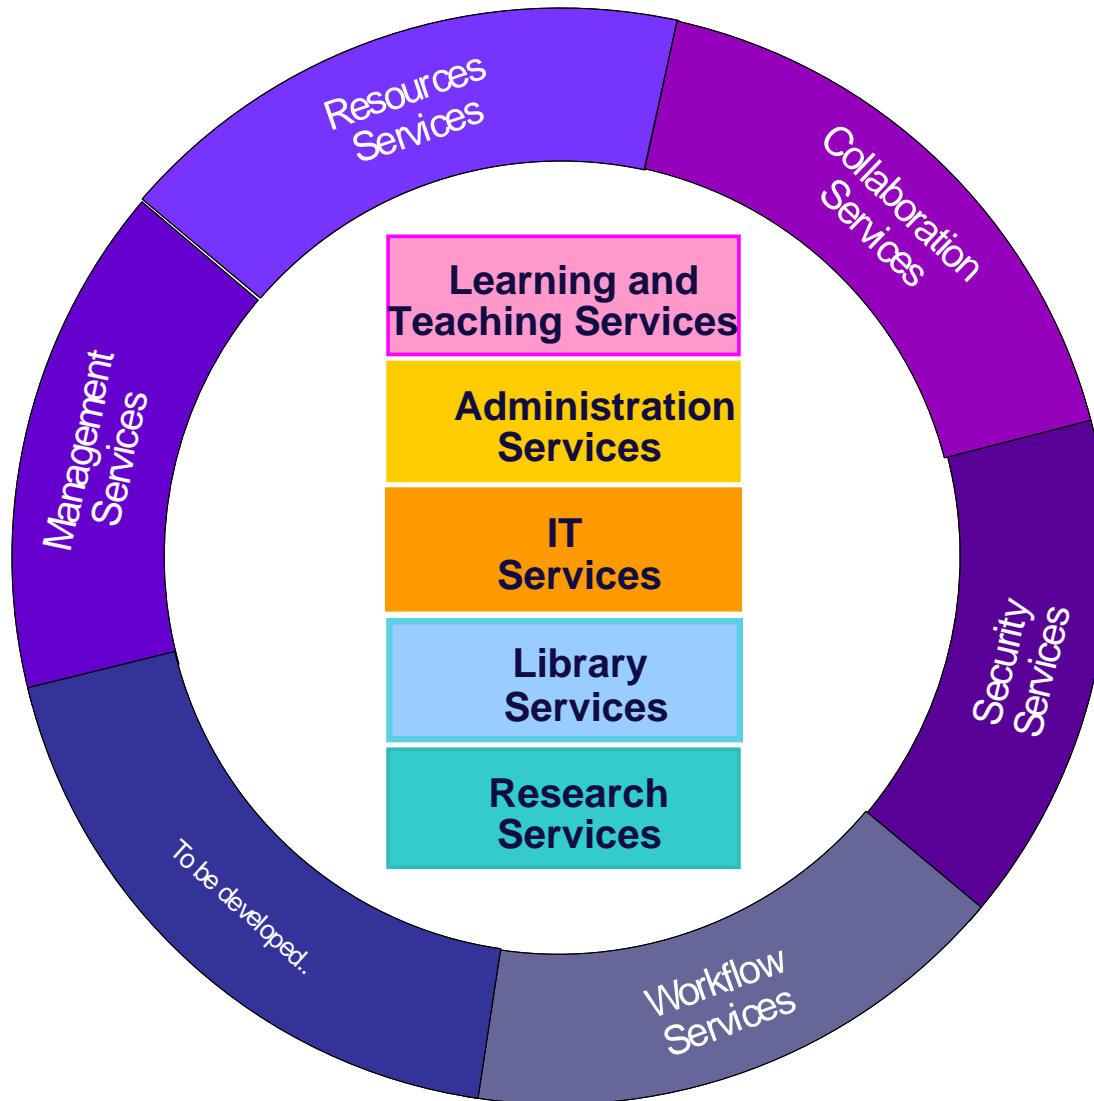 Resources
Services
Collaboration
Services
Learning and
Teaching Services
Administration
Services
Management
Services
IT
Services
Security
Services
Library
Services
Research
Services
To be developed..
Workflow
Services